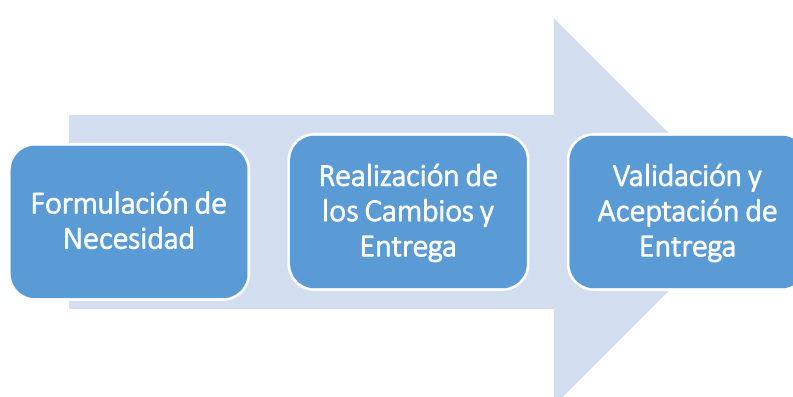 Formulación de
Necesidad
Realización de
los Cambios y
Entrega
Validación y
Aceptación de
Entrega